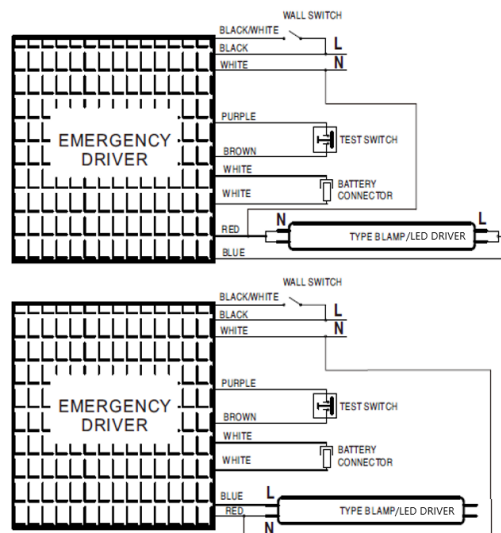 WALL SWITCH
BLACK/WHITE
L
BLACK
WHITE
N
PURPLE
EMERGENCY
DRIVER
TEST SWITCH
BROWN
WHITE
BATTERY
CONNECTOR
WHITE
RED
N
L
TYPE BLAMP/LED DRIVER
BLUE
WALL SWITCH
BLACK/WHITE
L
BLACK
WHITE
N
PURPLE
EMERGENCY
DRIVER
TEST SWITCH
BROWN
WHITE
BATTERY
CONNECTOR
WHITE
BLUE
L
RED
TYPE BLAMP/LED DRIVER
N